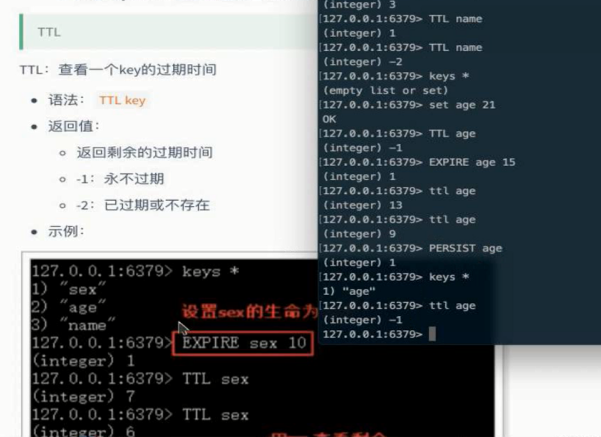 TTL
TTL：查看一个key的过期时间
语法： TTL key
返回值：
返回剩余的过期时间
-1：永不过期
-2：已过期或不存在
示例：
127.0.0.1:6379> keys *
1) "sex"
2) "age"
3) "name"
设置sex的生命为
127.0.0.1:6379> EXPIRE sex 10
(integer) 1
127.0.0.1:6379> TTL sex
(integer) 7
127.0.0.1:6379> TTL sex
(integer) 6
(integer) 3
[127.0.0.1:6379> TTL name
(integer) 1
[127.0.0.1:6379> TTL name
(integer) -2
[127.0.0.1:6379> keys *
(empty list or set)
[127.0.0.1:6379> set age 21
OK
[127.0.0.1:6379> TTL age
(integer) -1
[127.0.0.1:6379> EXPIRE age 15
(integer) 1
[127.0.0.1:6379> ttl age
(integer) 13
[127.0.0.1:6379> ttl age
(integer) 9
[127.0.0.1:6379> PERSIST age
(integer) 1
[127.0.0.1:6379> keys *
1) "age"
[127.0.0.1:6379> ttl age
(integer) -1
127.0.0.1:6379>